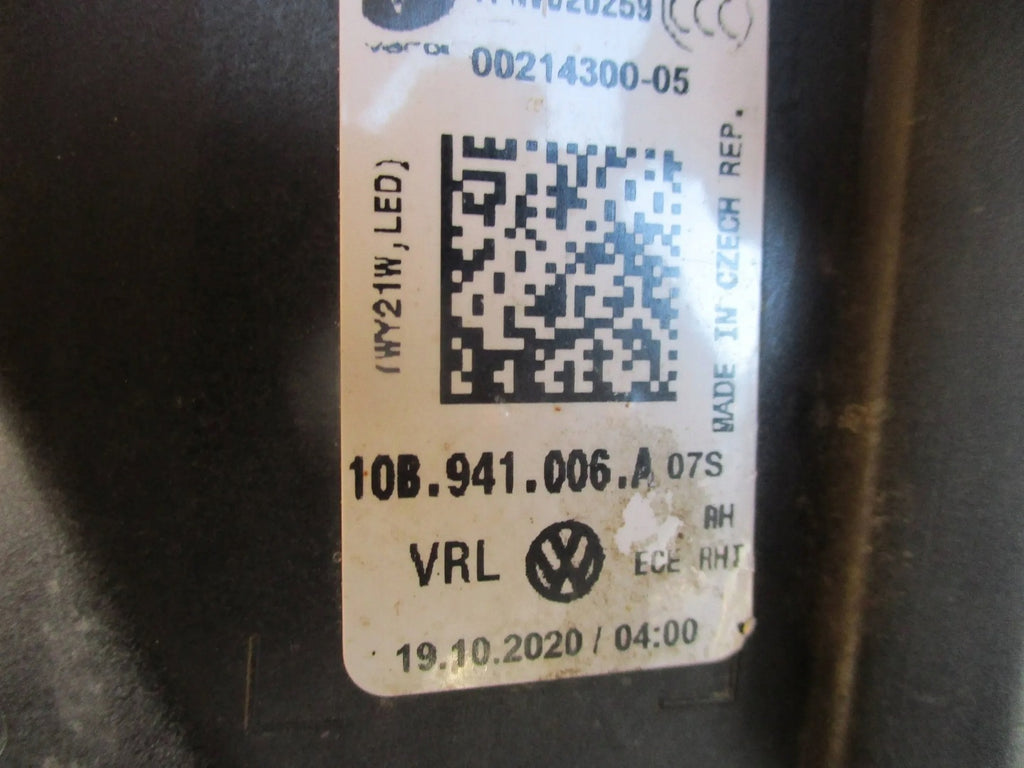 00214300-05
(WY21W,LED)
MADE IN CZECH REP.
10B.941.006.A 07S
AH
VRL ECE RHT
19.10.2020 / 04:00